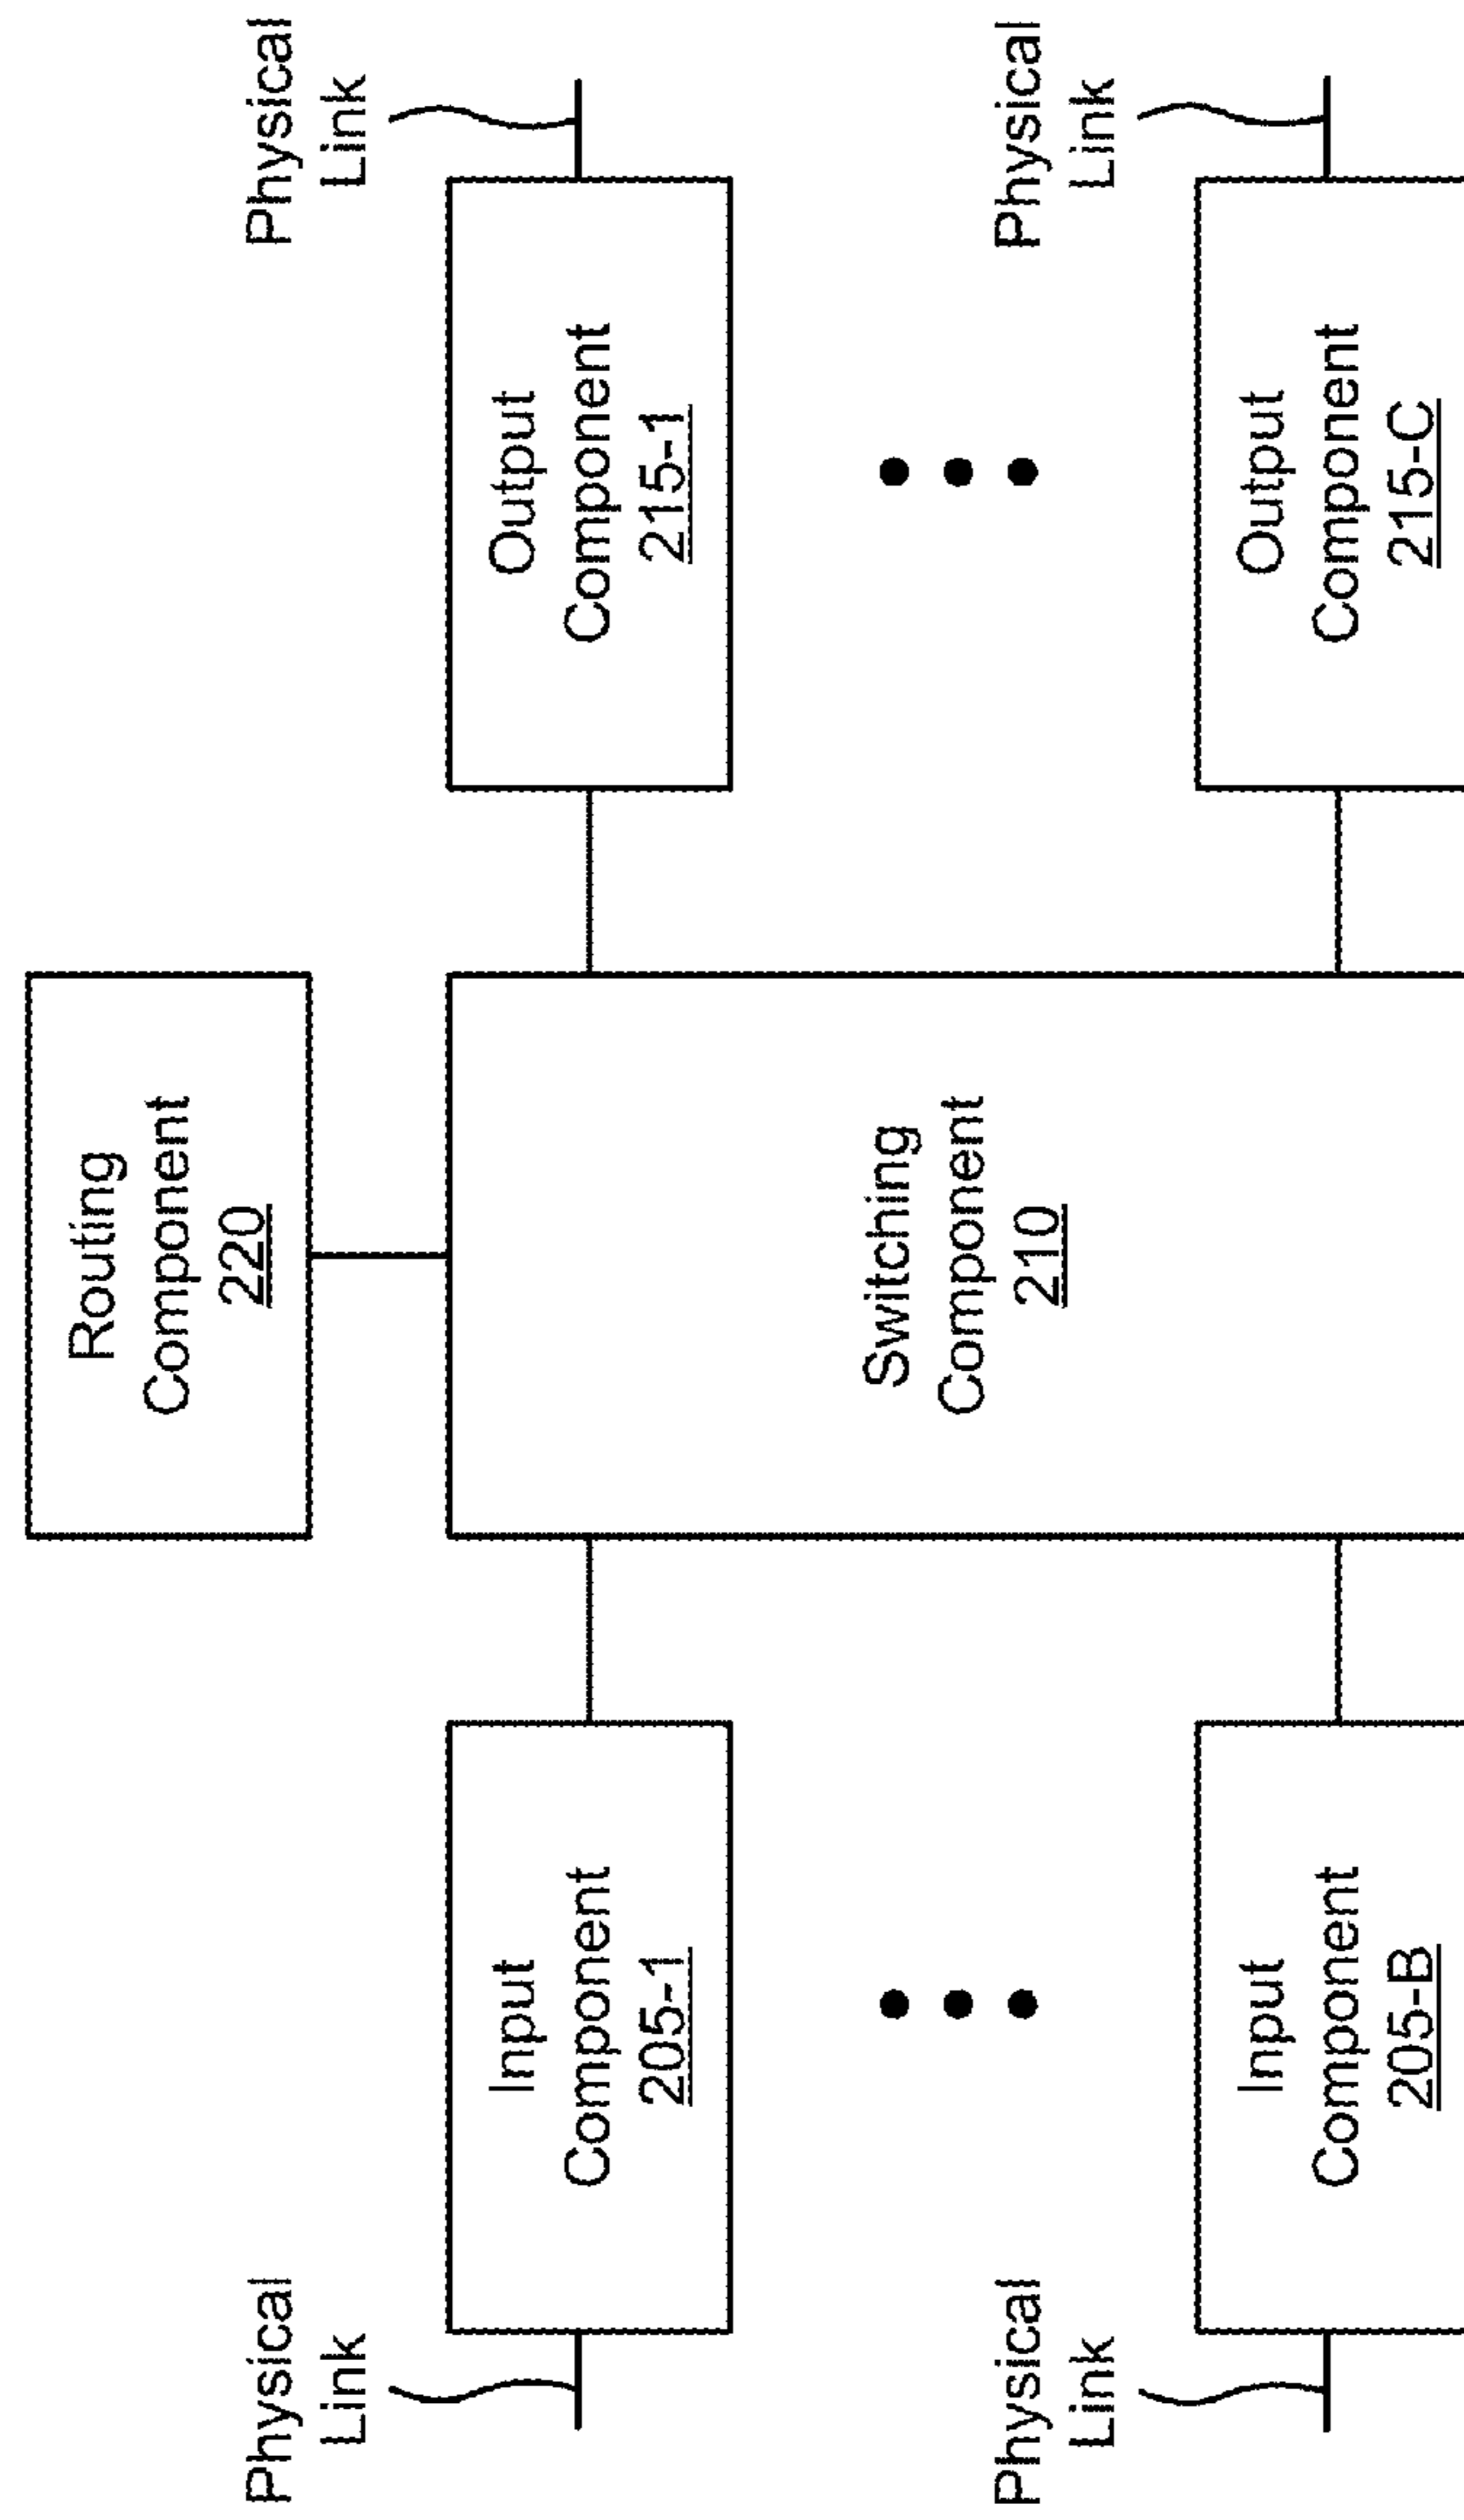 Routing
Component
220
Physical
Link
Physical
Link
Input
Component
205-1
Switching
Component
210
Output
Component
215-1
Physical
Link
Physical
Link
Input
Component
205-B
Output
Component
215-C